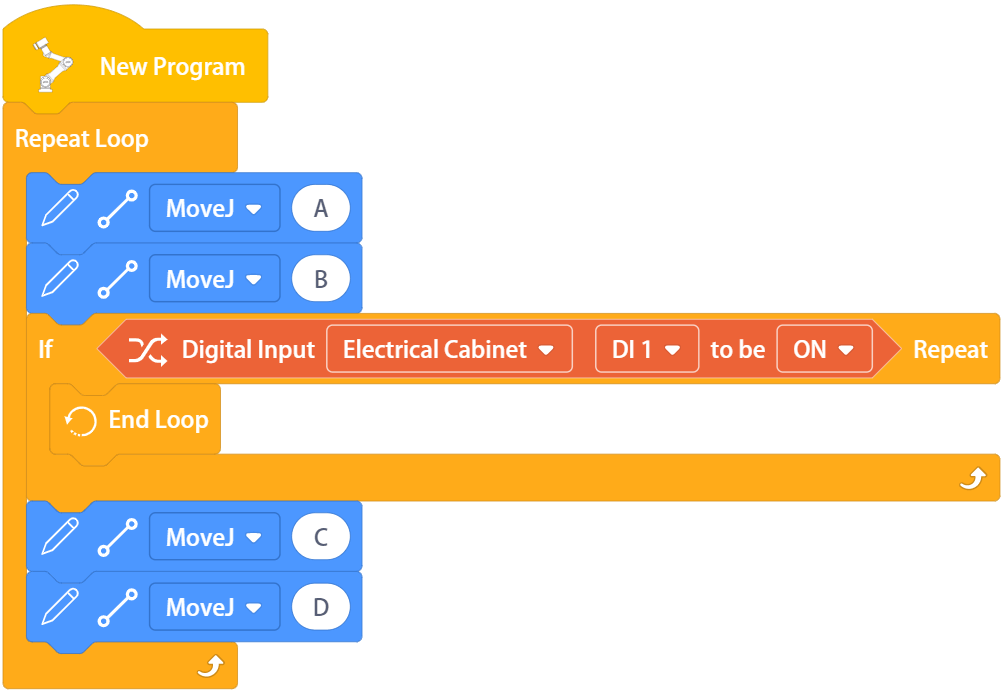 New Program
Repeat Loop
MoveJ A
MoveJ B
If Digital Input Electrical Cabinet DI 1 to be ON Repeat
End Loop
MoveJ C
MoveJ D